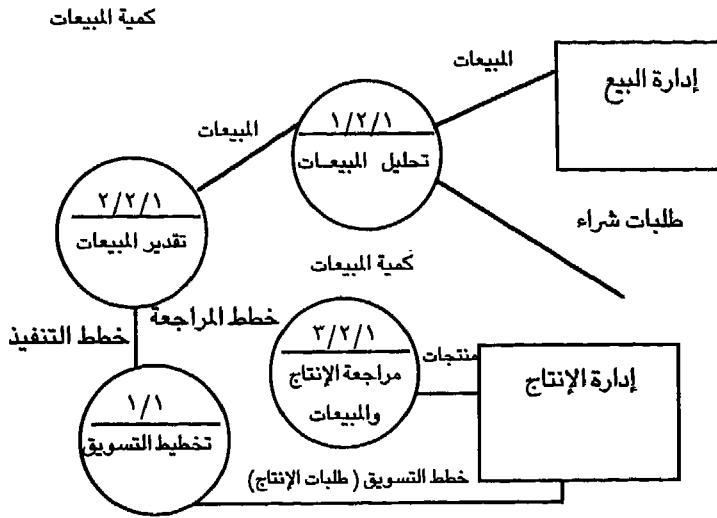 كمية المبيعات
المبيعات
إدارة البيع
١/٢/١
تحليل المبيعات
المبيعات
٢/٢/١
تقدير المبيعات
طلبات شراء
كمية المبيعات
خطط المراجعة
خطط التنفيذ
٣/٢/١
مراجعة الإنتاج
والمبيعات
منتجات
إدارة الإنتاج
١/١
تخطيط التسويق
خطط التسويق (طلبات الإنتاج)